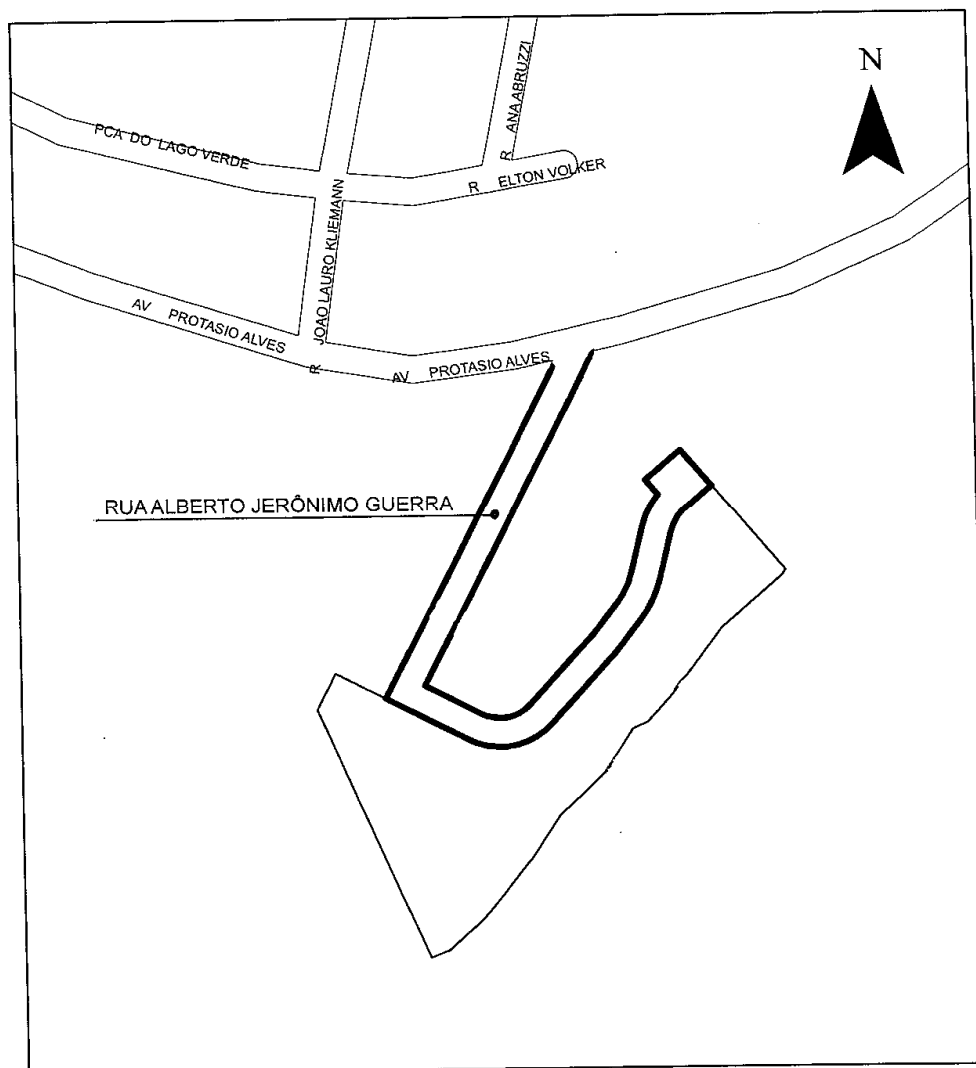 N
R ANA ABRUZZI
PCA DO LAGO VERDE
R ELTON VOLKER
R JOAO LAURO KLIEMANN
AV PROTASIO ALVES
AV PROTASIO ALVES
RUA ALBERTO JERÔNIMO GUERRA